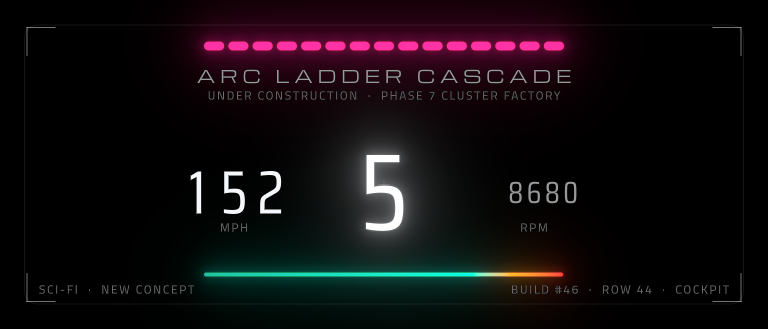 ARC LADDER CASCADE
UNDER CONSTRUCTION · PHASE 7 CLUSTER FACTORY
152
MPH
5
8680
RPM
SCI-FI · NEW CONCEPT
BUILD #46 · ROW 44 · COCKPIT